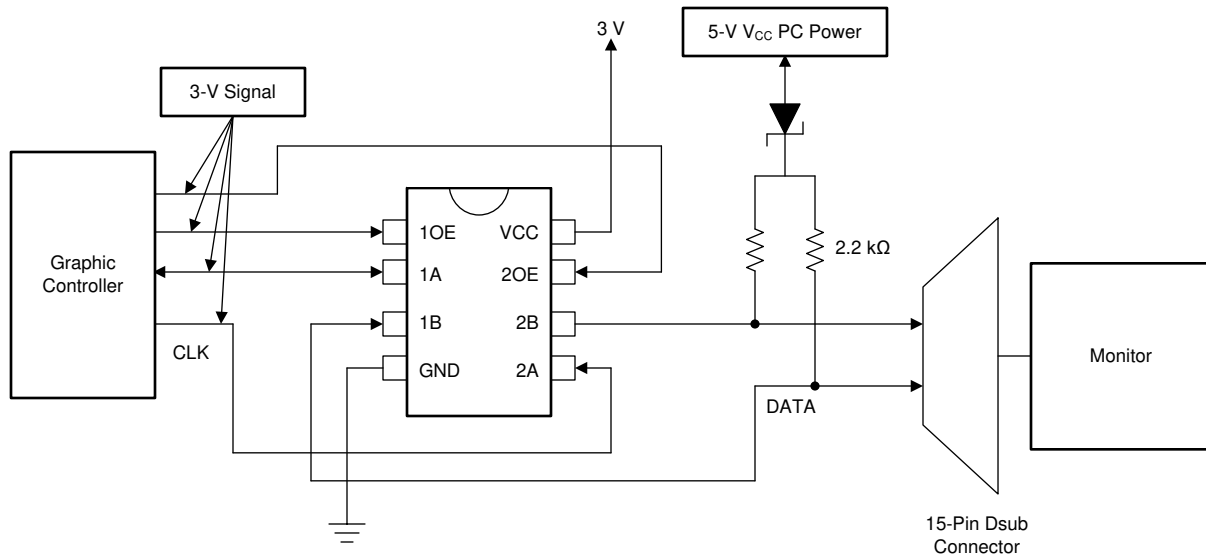 3 V
5-V VCC PC Power
3-V Signal
Graphic
Controller
1OE
VCC
1A
2OE
1B
2B
GND
2A
2.2 kΩ
CLK
DATA
Monitor
15-Pin Dsub
Connector